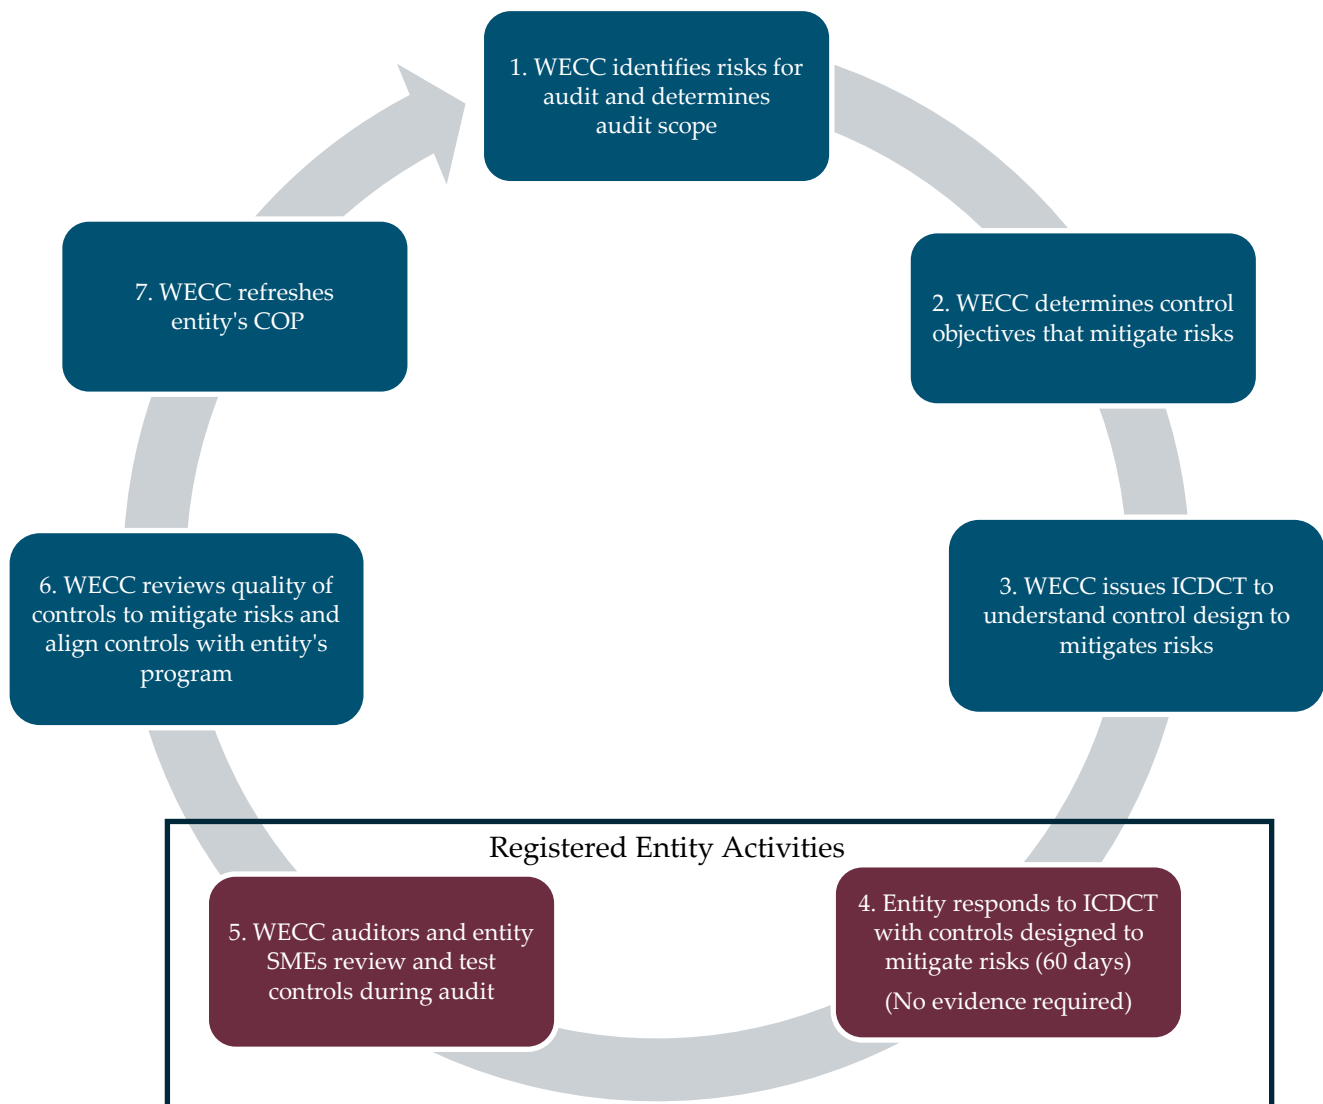 1. WECC identifies risks for
audit and determines
audit scope
2. WECC determines control
objectives that mitigate risks
3. WECC issues ICDCT to
understand control design to
mitigates risks
Registered Entity Activities
4. Entity responds to ICDCT
with controls designed to
mitigate risks (60 days)
(No evidence required)
5. WECC auditors and entity
SMEs review and test
controls during audit
6. WECC reviews quality of
controls to mitigate risks and
align controls with entity's
program
7. WECC refreshes
entity's COP